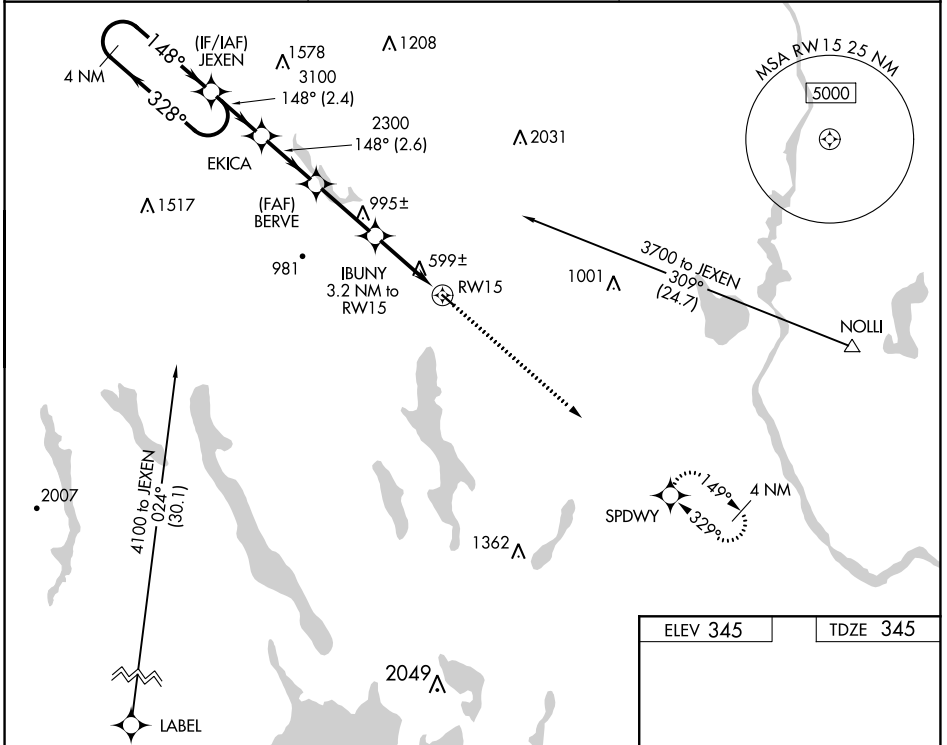 148°
4 NM
328°
(IF/IAF)
JEXEN
1578
1208
3100
148° (2.4)
2300
148° (2.6)
EKICA
2031
MSA RW15 25 NM
5000
1517
(FAF)
BERVE
995±
981
IBUNY
3.2 NM to
RW15
599±
RW15
3700 to JEXEN
309°
(24.7)
1001
NOLLI
4100 to JEXEN
024°
(30.1)
2007
SPDWY
149°
329°
4 NM
1362
2049
LABEL
ELEV 345
TDZE 345